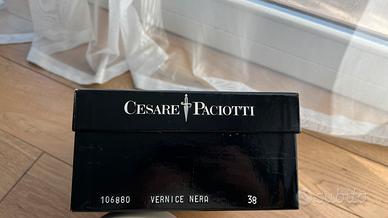 CESARE PACIOTTI
106880 VERNICE NERA 38
subito